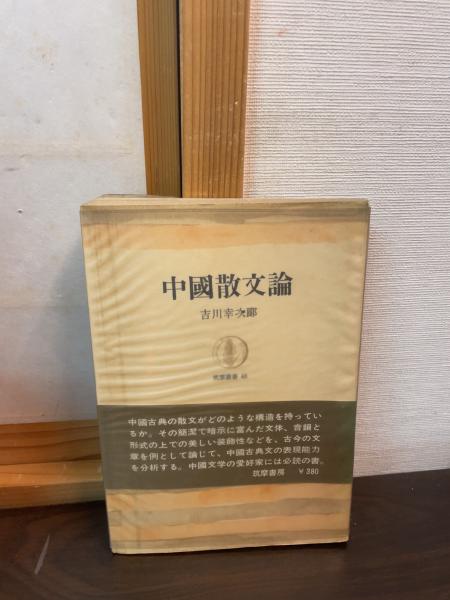 中國散文論
吉川幸次郎
筑摩叢書 48
中國古典の散文がどのような構造を持ってい
るか。その簡潔で暗示に富んだ文体、音韻と
形式の上での美しい装飾性などを、古今の文
章を例として論じて、中國古典文の表現能力
を分析する。中國文学の愛好家には必読の書。
筑摩書房 ￥380